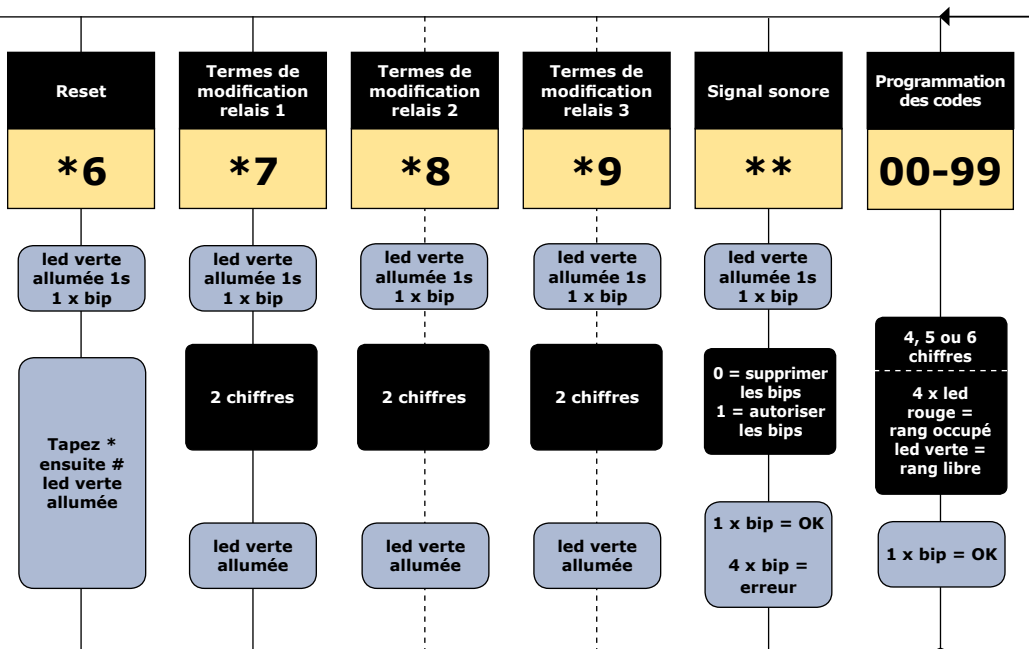 Reset
*6
led verte
allumée 1s
1 x bip
Tapez *
ensuite #
led verte
allumée
Termes de
modification
relais 1
*7
led verte
allumée 1s
1 x bip
2 chiffres
led verte
allumée
Termes de
modification
relais 2
*8
led verte
allumée 1s
1 x bip
2 chiffres
led verte
allumée
Termes de
modification
relais 3
*9
led verte
allumée 1s
1 x bip
2 chiffres
led verte
allumée
Signal sonore
**
led verte
allumée 1s
1 x bip
0 = supprimer
les bips
1 = autoriser
les bips
1 x bip = OK
4 x bip =
erreur
Programmation
des codes
00-99
4, 5 ou 6
chiffres
4 x led
rouge =
rang occupé
led verte =
rang libre
1 x bip = OK